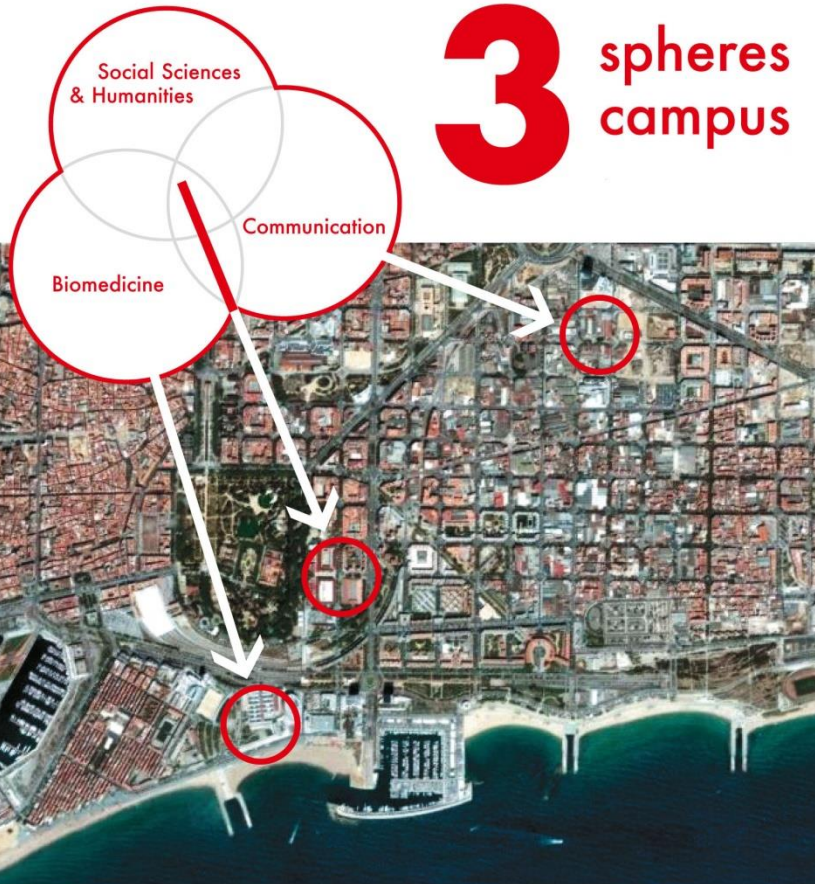 3
spheres
campus
Social Sciences
& Humanities
Communication
Biomedicine